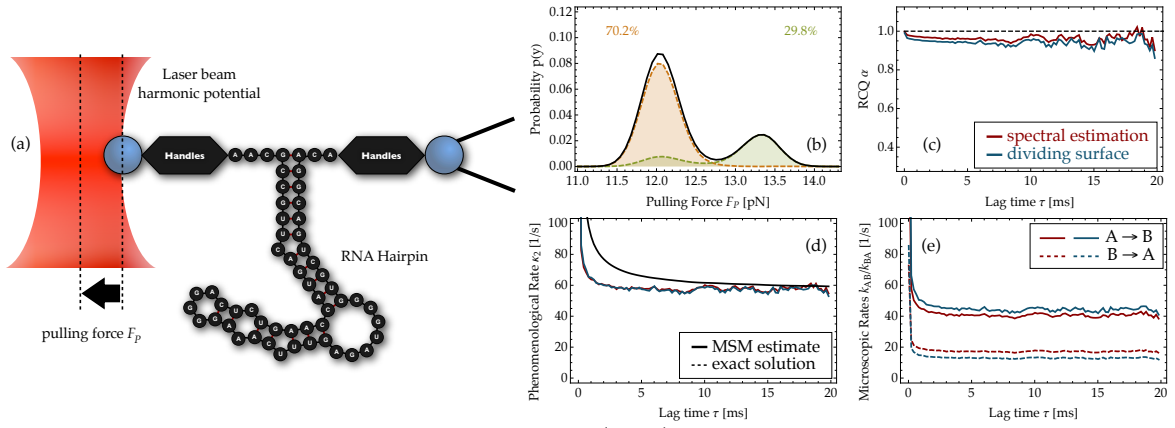 (a)
Laser beam
harmonic potential
Handles
A A C G A C A
Handles
RNA Hairpin
pulling force F_P
Probability p(y)
0.12
0.10
0.08
0.06
0.04
0.02
0.00
70.2%
29.8%
(b)
11.0 11.5 12.0 12.5 13.0 13.5 14.0
Pulling Force F_P [pN]
RCQ α
1.0
0.8
0.6
0.4
(c)
spectral estimation
dividing surface
0 5 10 15 20
Lag time τ [ms]
Phenomenological Rate κ₂ [1/s]
100
80
60
40
20
0
(d)
MSM estimate
exact solution
0 5 10 15 20
Lag time τ [ms]
Microscopic Rates k_AB/k_BA [1/s]
100
80
60
40
20
0
(e)
A → B
B → A
0 5 10 15 20
Lag time τ [ms]